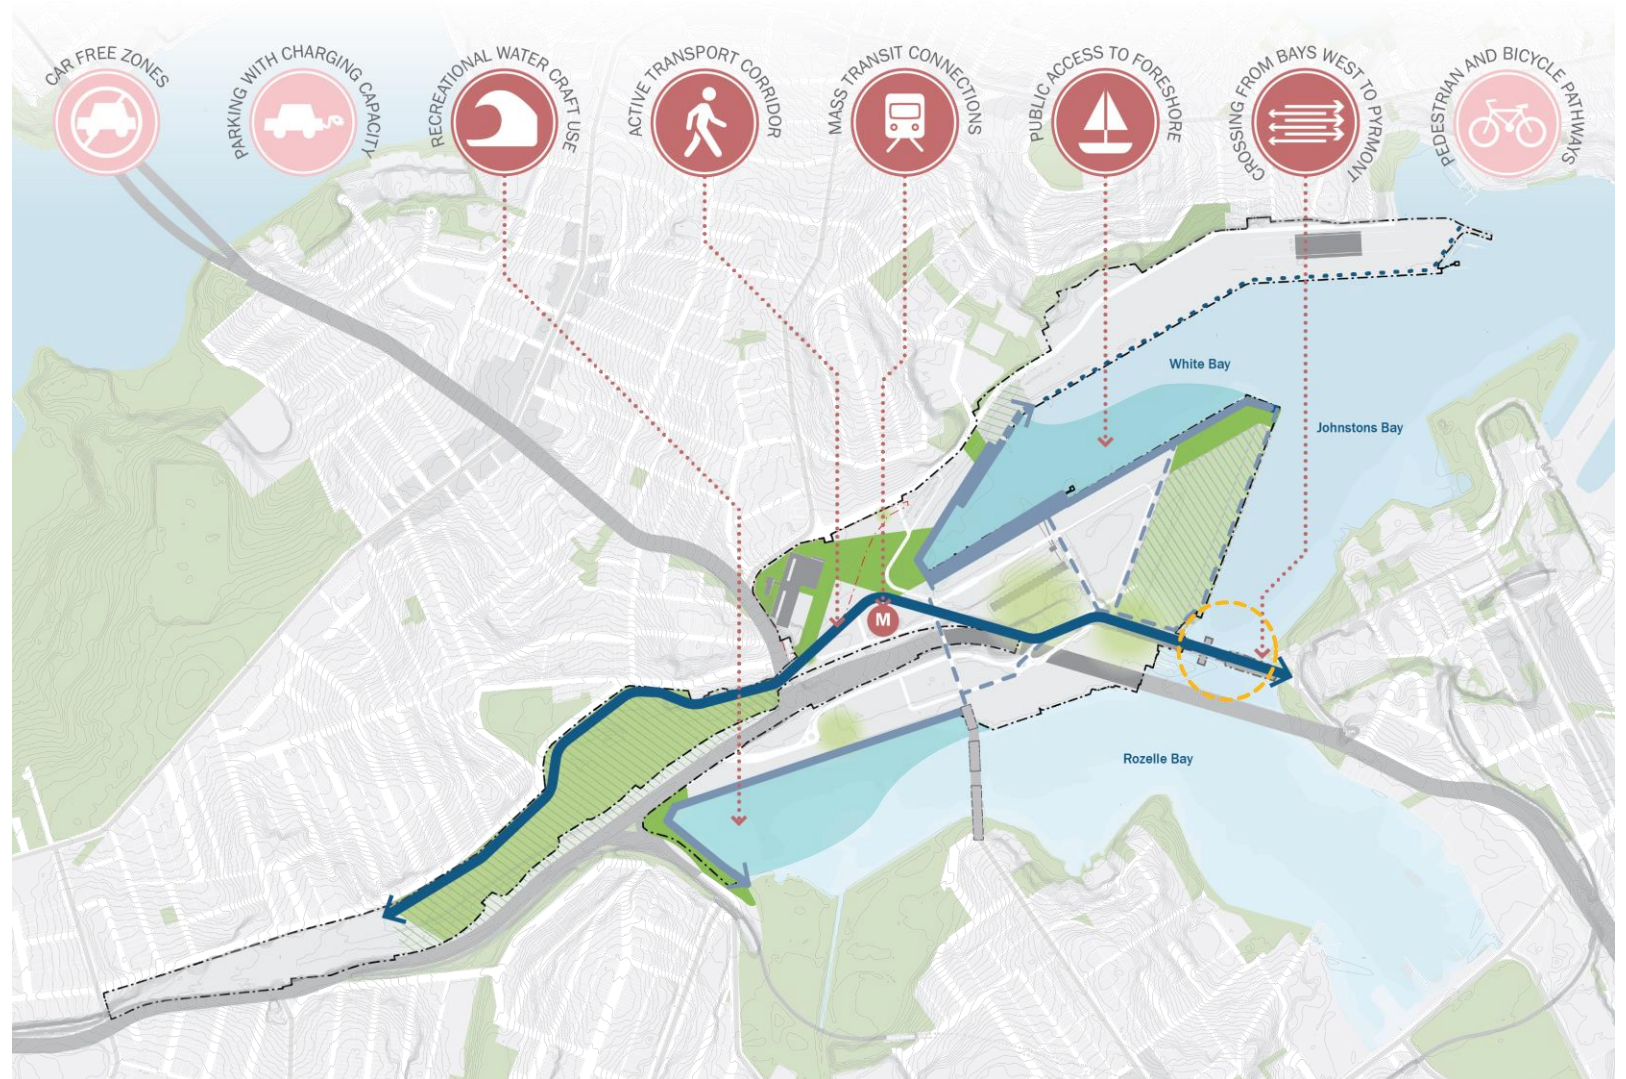 CAR FREE ZONES
PARKING WITH CHARGING CAPACITY
RECREATIONAL WATER CRAFT USE
ACTIVE TRANSPORT CORRIDOR
MASS TRANSIT CONNECTIONS
PUBLIC ACCESS TO FORESHORE
CROSSING FROM BAYS WEST TO PYRMONT
PEDESTRIAN AND BICYCLE PATHWAYS
White Bay
Johnstons Bay
M
Rozelle Bay